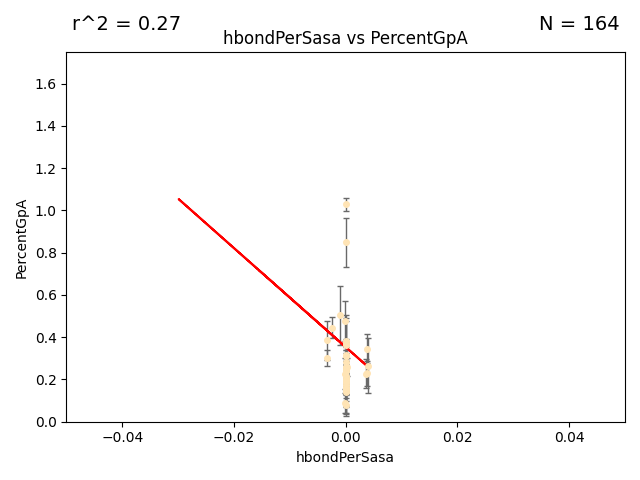 r^2 = 0.27
N = 164
hbondPerSasa vs PercentGpA
1.6
1.4
1.2
1.0
0.8
0.6
0.4
0.2
0.0
PercentGpA
−0.04
−0.02
0.00
0.02
0.04
hbondPerSasa